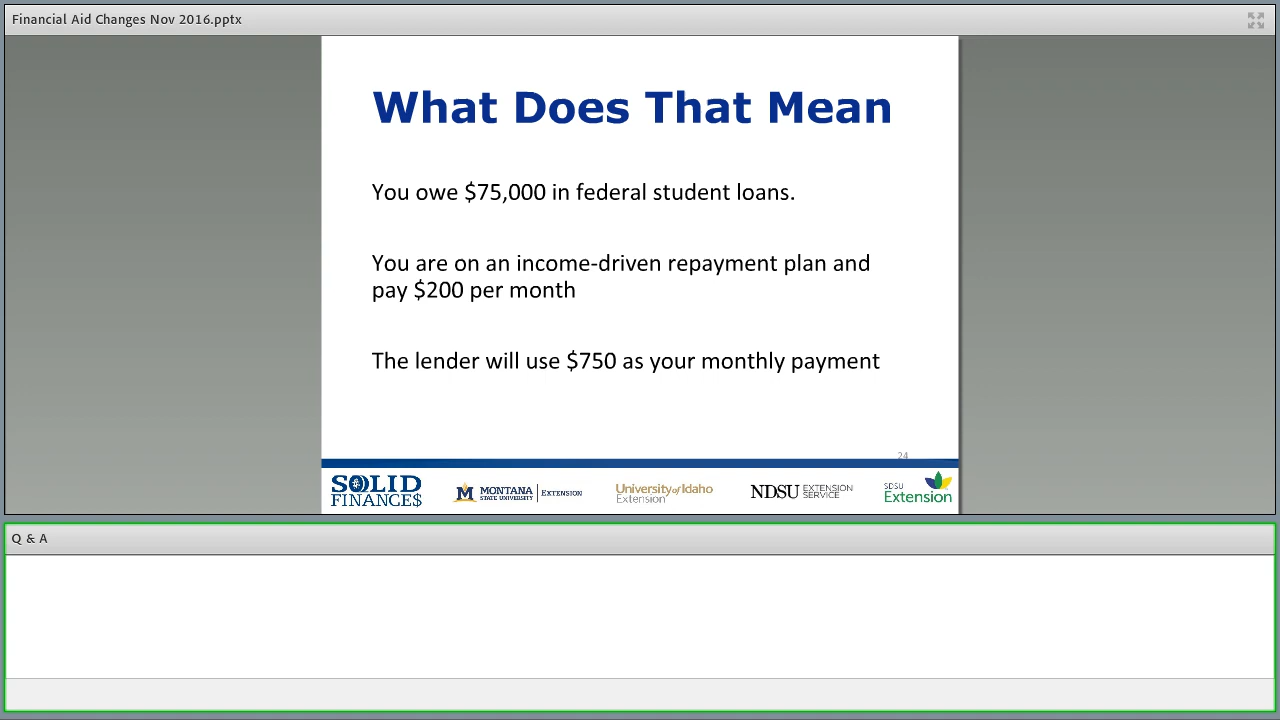 Financial Aid Changes Nov 2016.pptx
What Does That Mean
You owe $75,000 in federal student loans.
You are on an income-driven repayment plan and
pay $200 per month
The lender will use $750 as your monthly payment
24
SOLID
FINANCE$
MONTANA
STATE UNIVERSITY
EXTENSION
University of Idaho
Extension
NDSU
EXTENSION
SERVICE
SDSU
Extension
Q & A